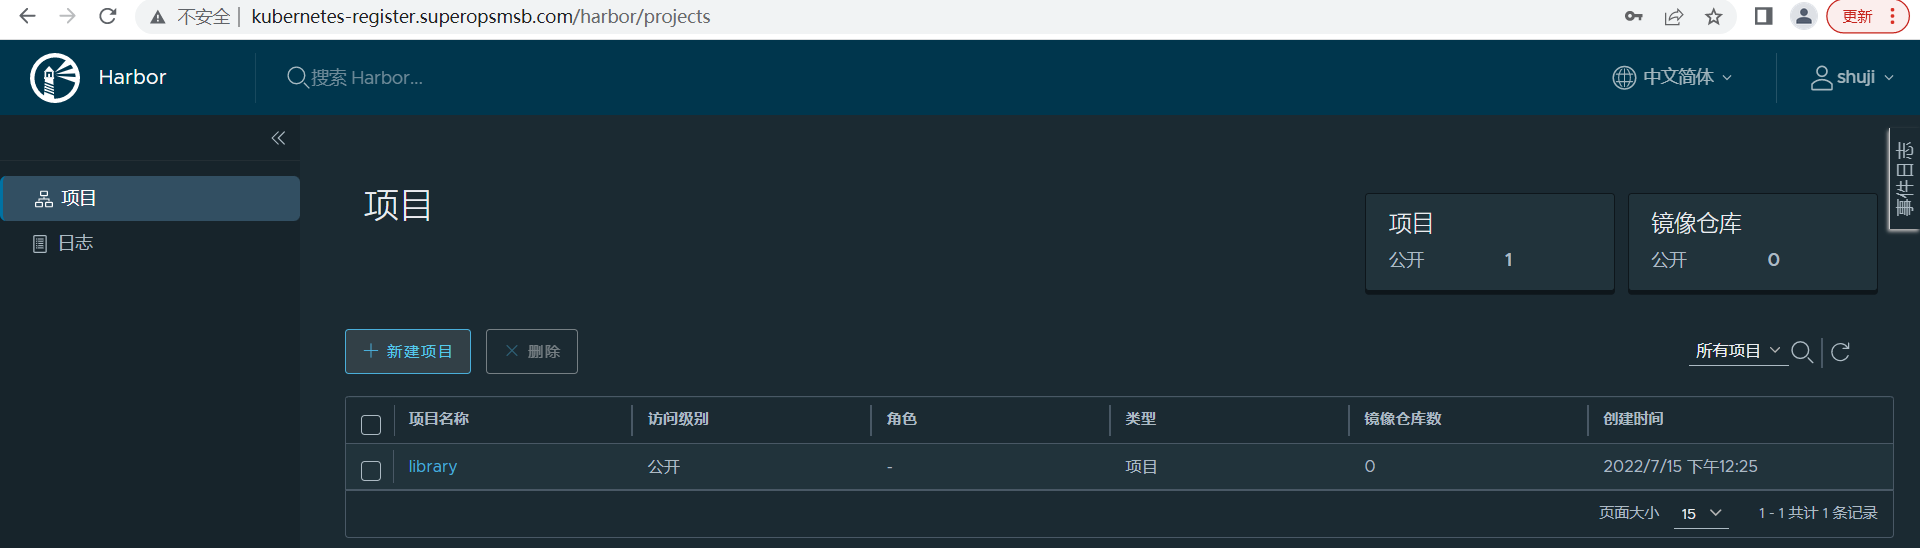 不安全 kubernetes-register.superopsmsb.com/harbor/projects 更新
Harbor 搜索 Harbor... 中文简体 shuji
项目
日志
事件日志
项目
项目
公开 1
镜像仓库
公开 0
新建项目 删除 所有项目
项目名称 访问级别 角色 类型 镜像仓库数 创建时间
library 公开 - 项目 0 2022/7/15 下午12:25
页面大小 15 1 - 1 共计 1 条记录